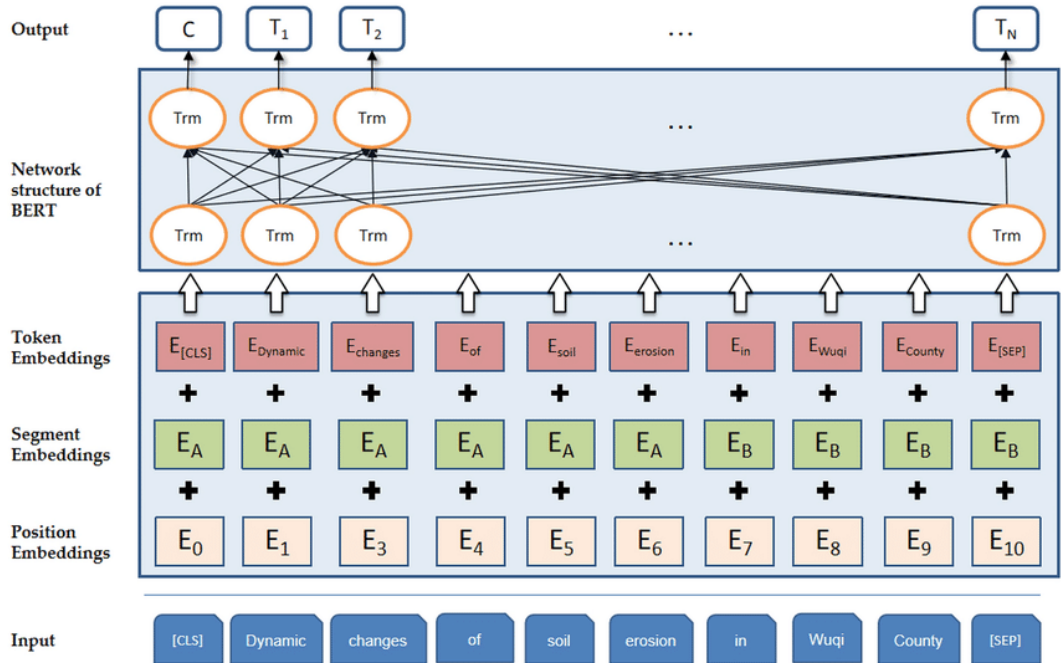 Output
C T1 T2 ... TN
Trm Trm Trm ... Trm
Network
structure of
BERT
Trm Trm Trm ... Trm
Token
Embeddings
E[CLS] EDynamic Echanges Eof Esoil Eerosion Ein EWuqi ECounty E[SEP]
+ + + + + + + + + +
Segment
Embeddings
EA EA EA EA EA EA EB EB EB EB
+ + + + + + + + + +
Position
Embeddings
E0 E1 E3 E4 E5 E6 E7 E8 E9 E10
Input
[CLS] Dynamic changes of soil erosion in Wuqi County [SEP]